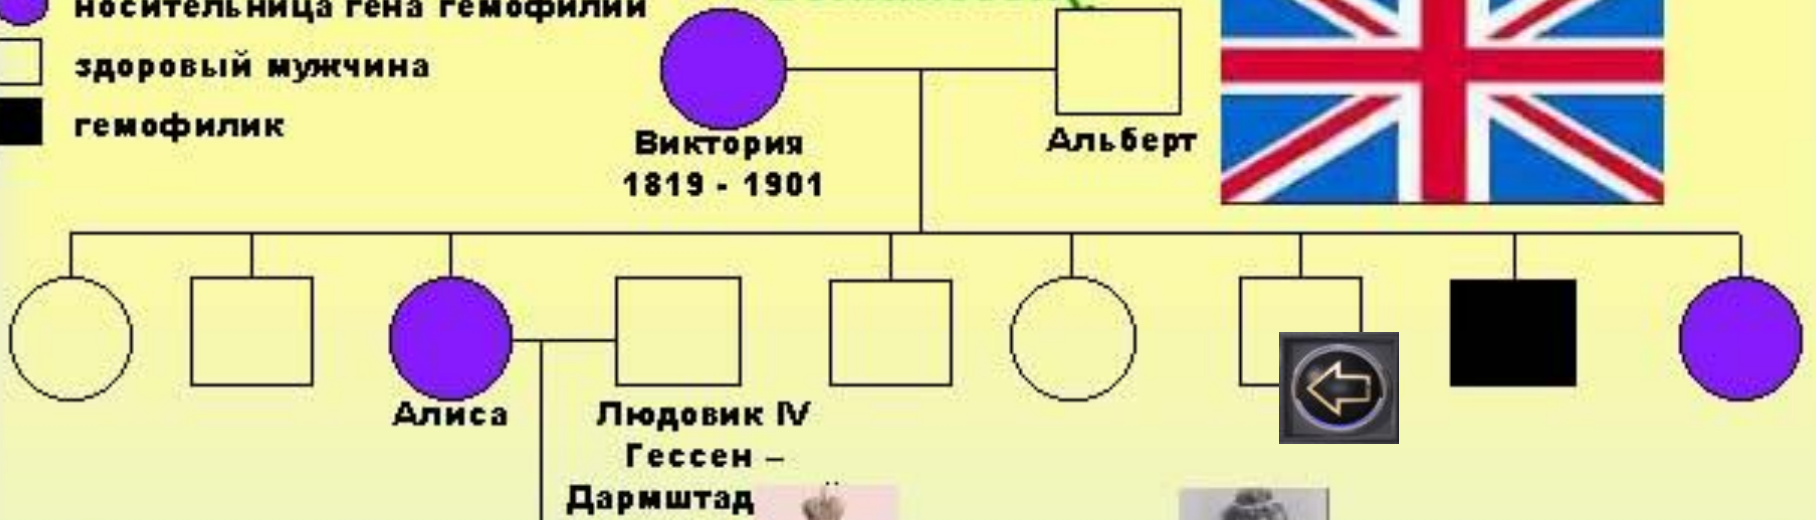 носительница гена гемофилии
здоровый мужчина
гемофилик
Виктория
1819 - 1901
Альберт
Алиса
Людовик IV
Гессен –
Дармштад